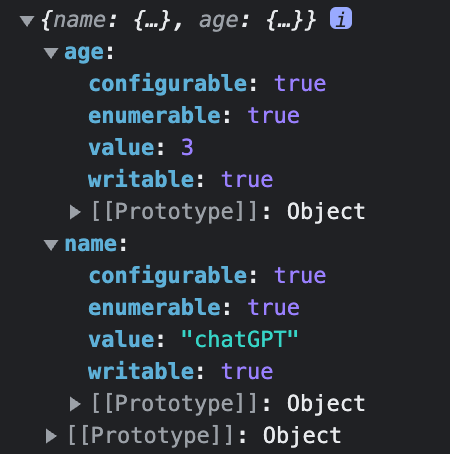 {name: {…}, age: {…}} i
age:
configurable: true
enumerable: true
value: 3
writable: true
[[Prototype]]: Object
name:
configurable: true
enumerable: true
value: "chatGPT"
writable: true
[[Prototype]]: Object
[[Prototype]]: Object